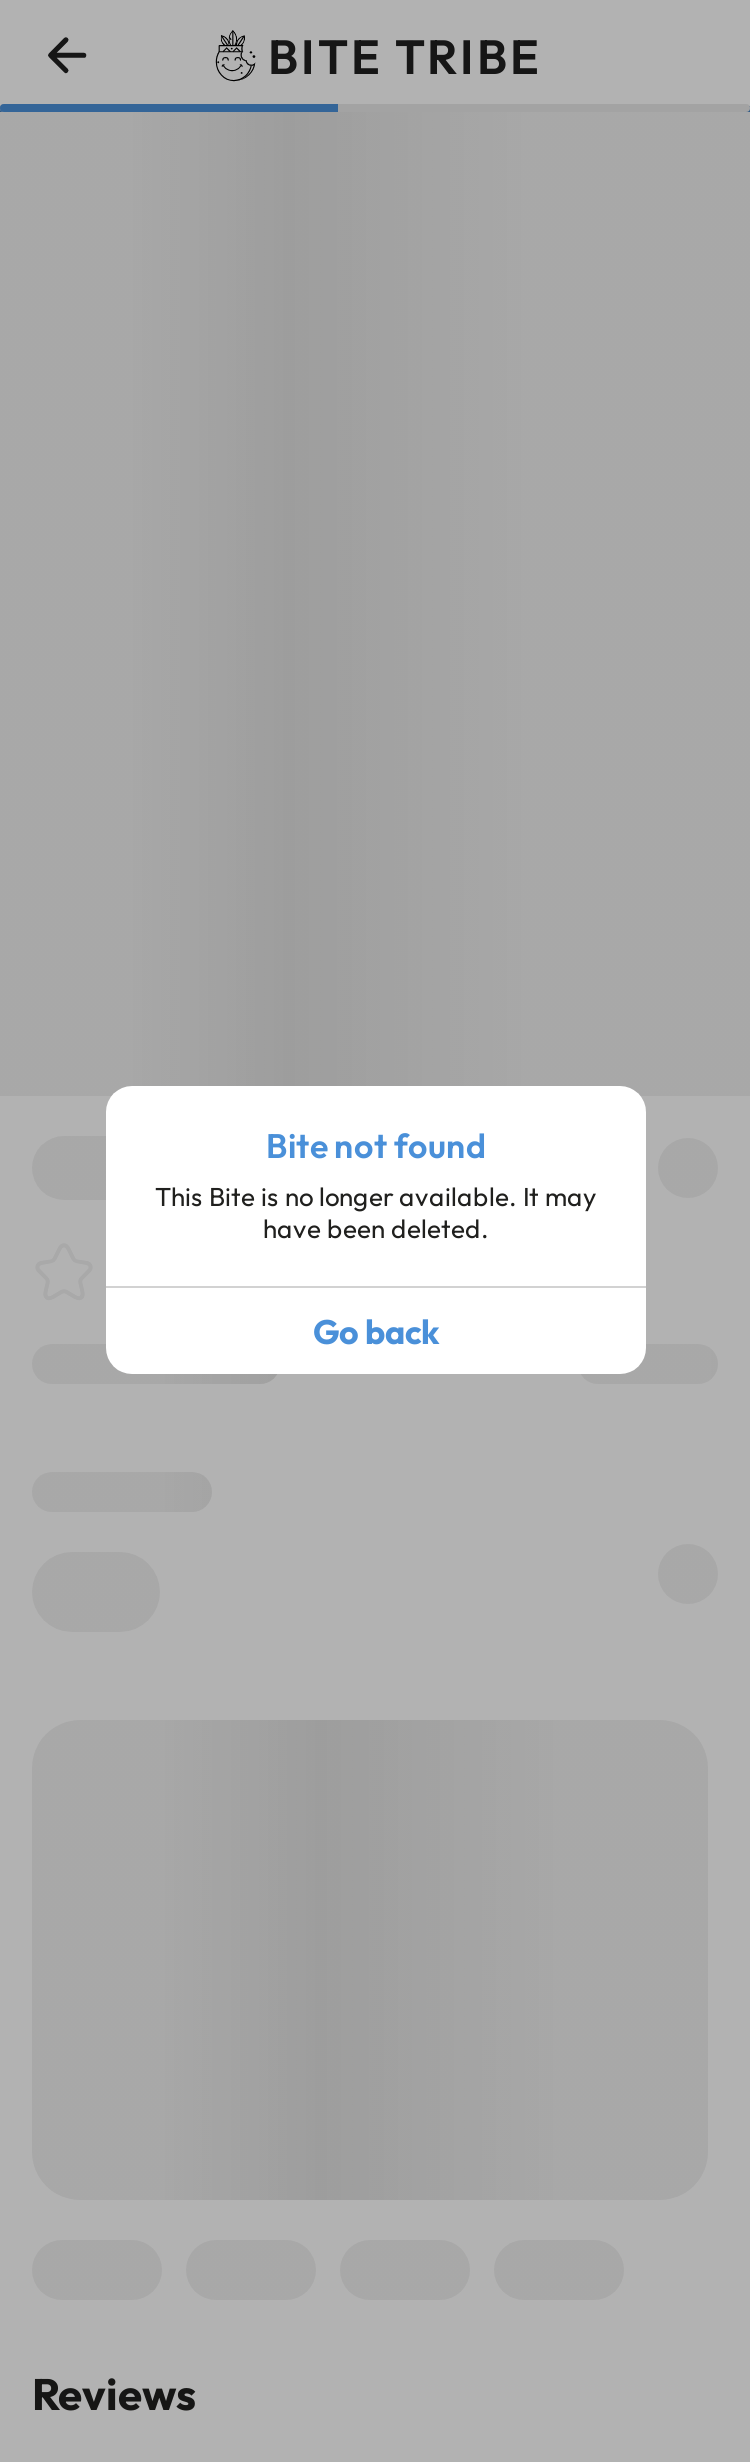 BITE TRIBE
Bite not found
This Bite is no longer available. It may
have been deleted.
Go back
Reviews